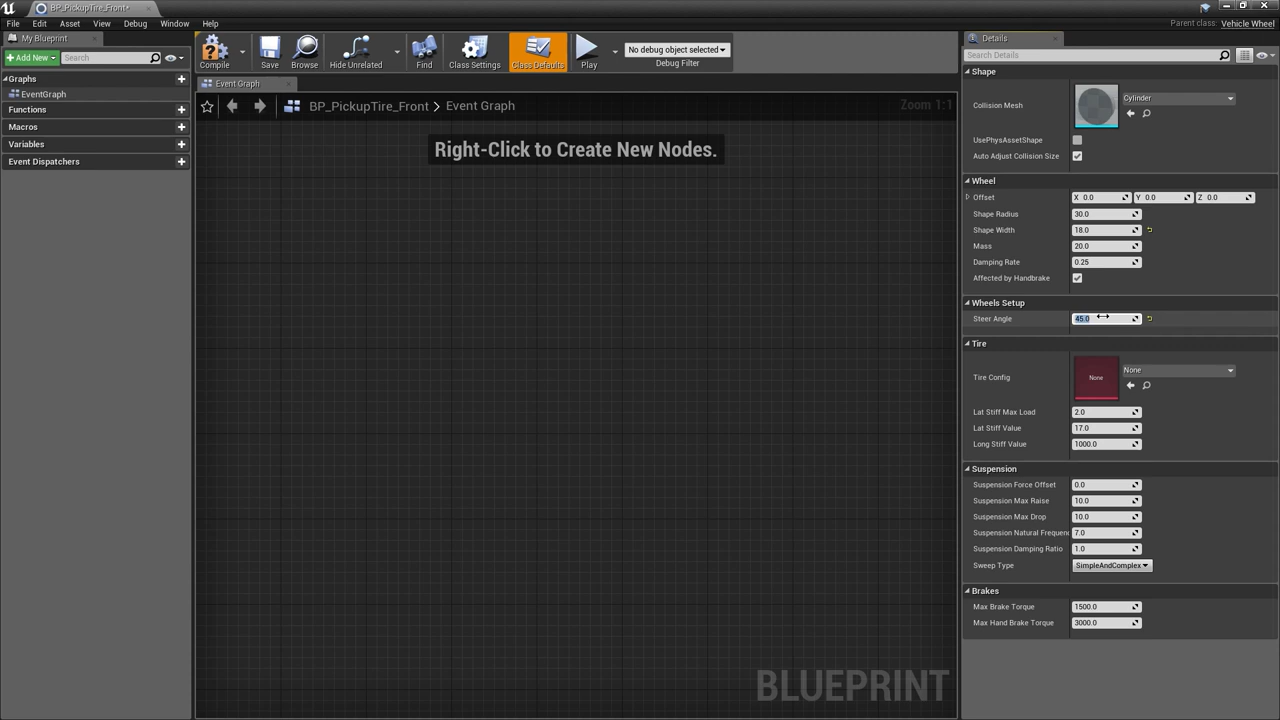 BP_PickupTire_Front*
File Edit Asset View Debug Window Help
Parent class: Vehicle Wheel
My Blueprint
Add New
Search
Graphs
EventGraph
Functions
Macros
Variables
Event Dispatchers
Compile
Save
Browse
Hide Unrelated
Find
Class Settings
Class Defaults
Play
No debug object selected
Debug Filter
Event Graph
BP_PickupTire_Front > Event Graph
Zoom 1:1
Right-Click to Create New Nodes.
BLUEPRINT
Details
Search Details
Shape
Collision Mesh
Cylinder
UsePhysAssetShape
Auto Adjust Collision Size
Wheel
Offset X 0.0 Y 0.0 Z 0.0
Shape Radius 30.0
Shape Width 18.0
Mass 20.0
Damping Rate 0.25
Affected by Handbrake
Wheels Setup
Steer Angle 45.0
Tire
Tire Config None None
Lat Stiff Max Load 2.0
Lat Stiff Value 17.0
Long Stiff Value 1000.0
Suspension
Suspension Force Offset 0.0
Suspension Max Raise 10.0
Suspension Max Drop 10.0
Suspension Natural Frequen 7.0
Suspension Damping Ratio 1.0
Sweep Type SimpleAndComplex
Brakes
Max Brake Torque 1500.0
Max Hand Brake Torque 3000.0